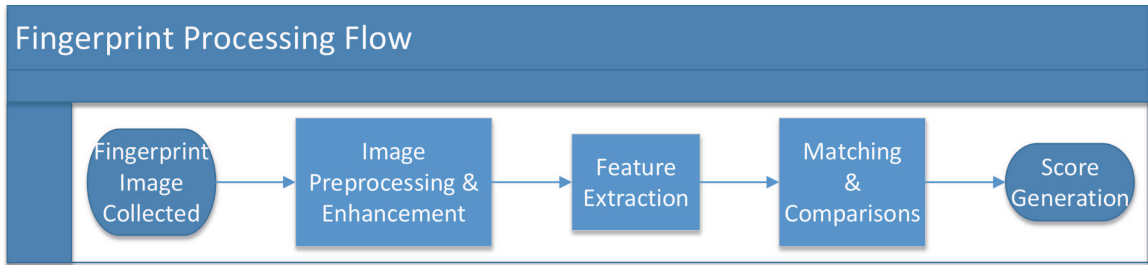 Fingerprint Processing Flow
Fingerprint
Image
Collected
Image
Preprocessing &
Enhancement
Feature
Extraction
Matching
&
Comparisons
Score
Generation